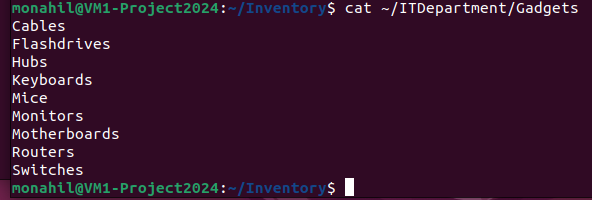 monahil@VM1-Project2024:~/Inventory$ cat ~/ITDepartment/Gadgets
Cables
Flashdrives
Hubs
Keyboards
Mice
Monitors
Motherboards
Routers
Switches
monahil@VM1-Project2024:~/Inventory$